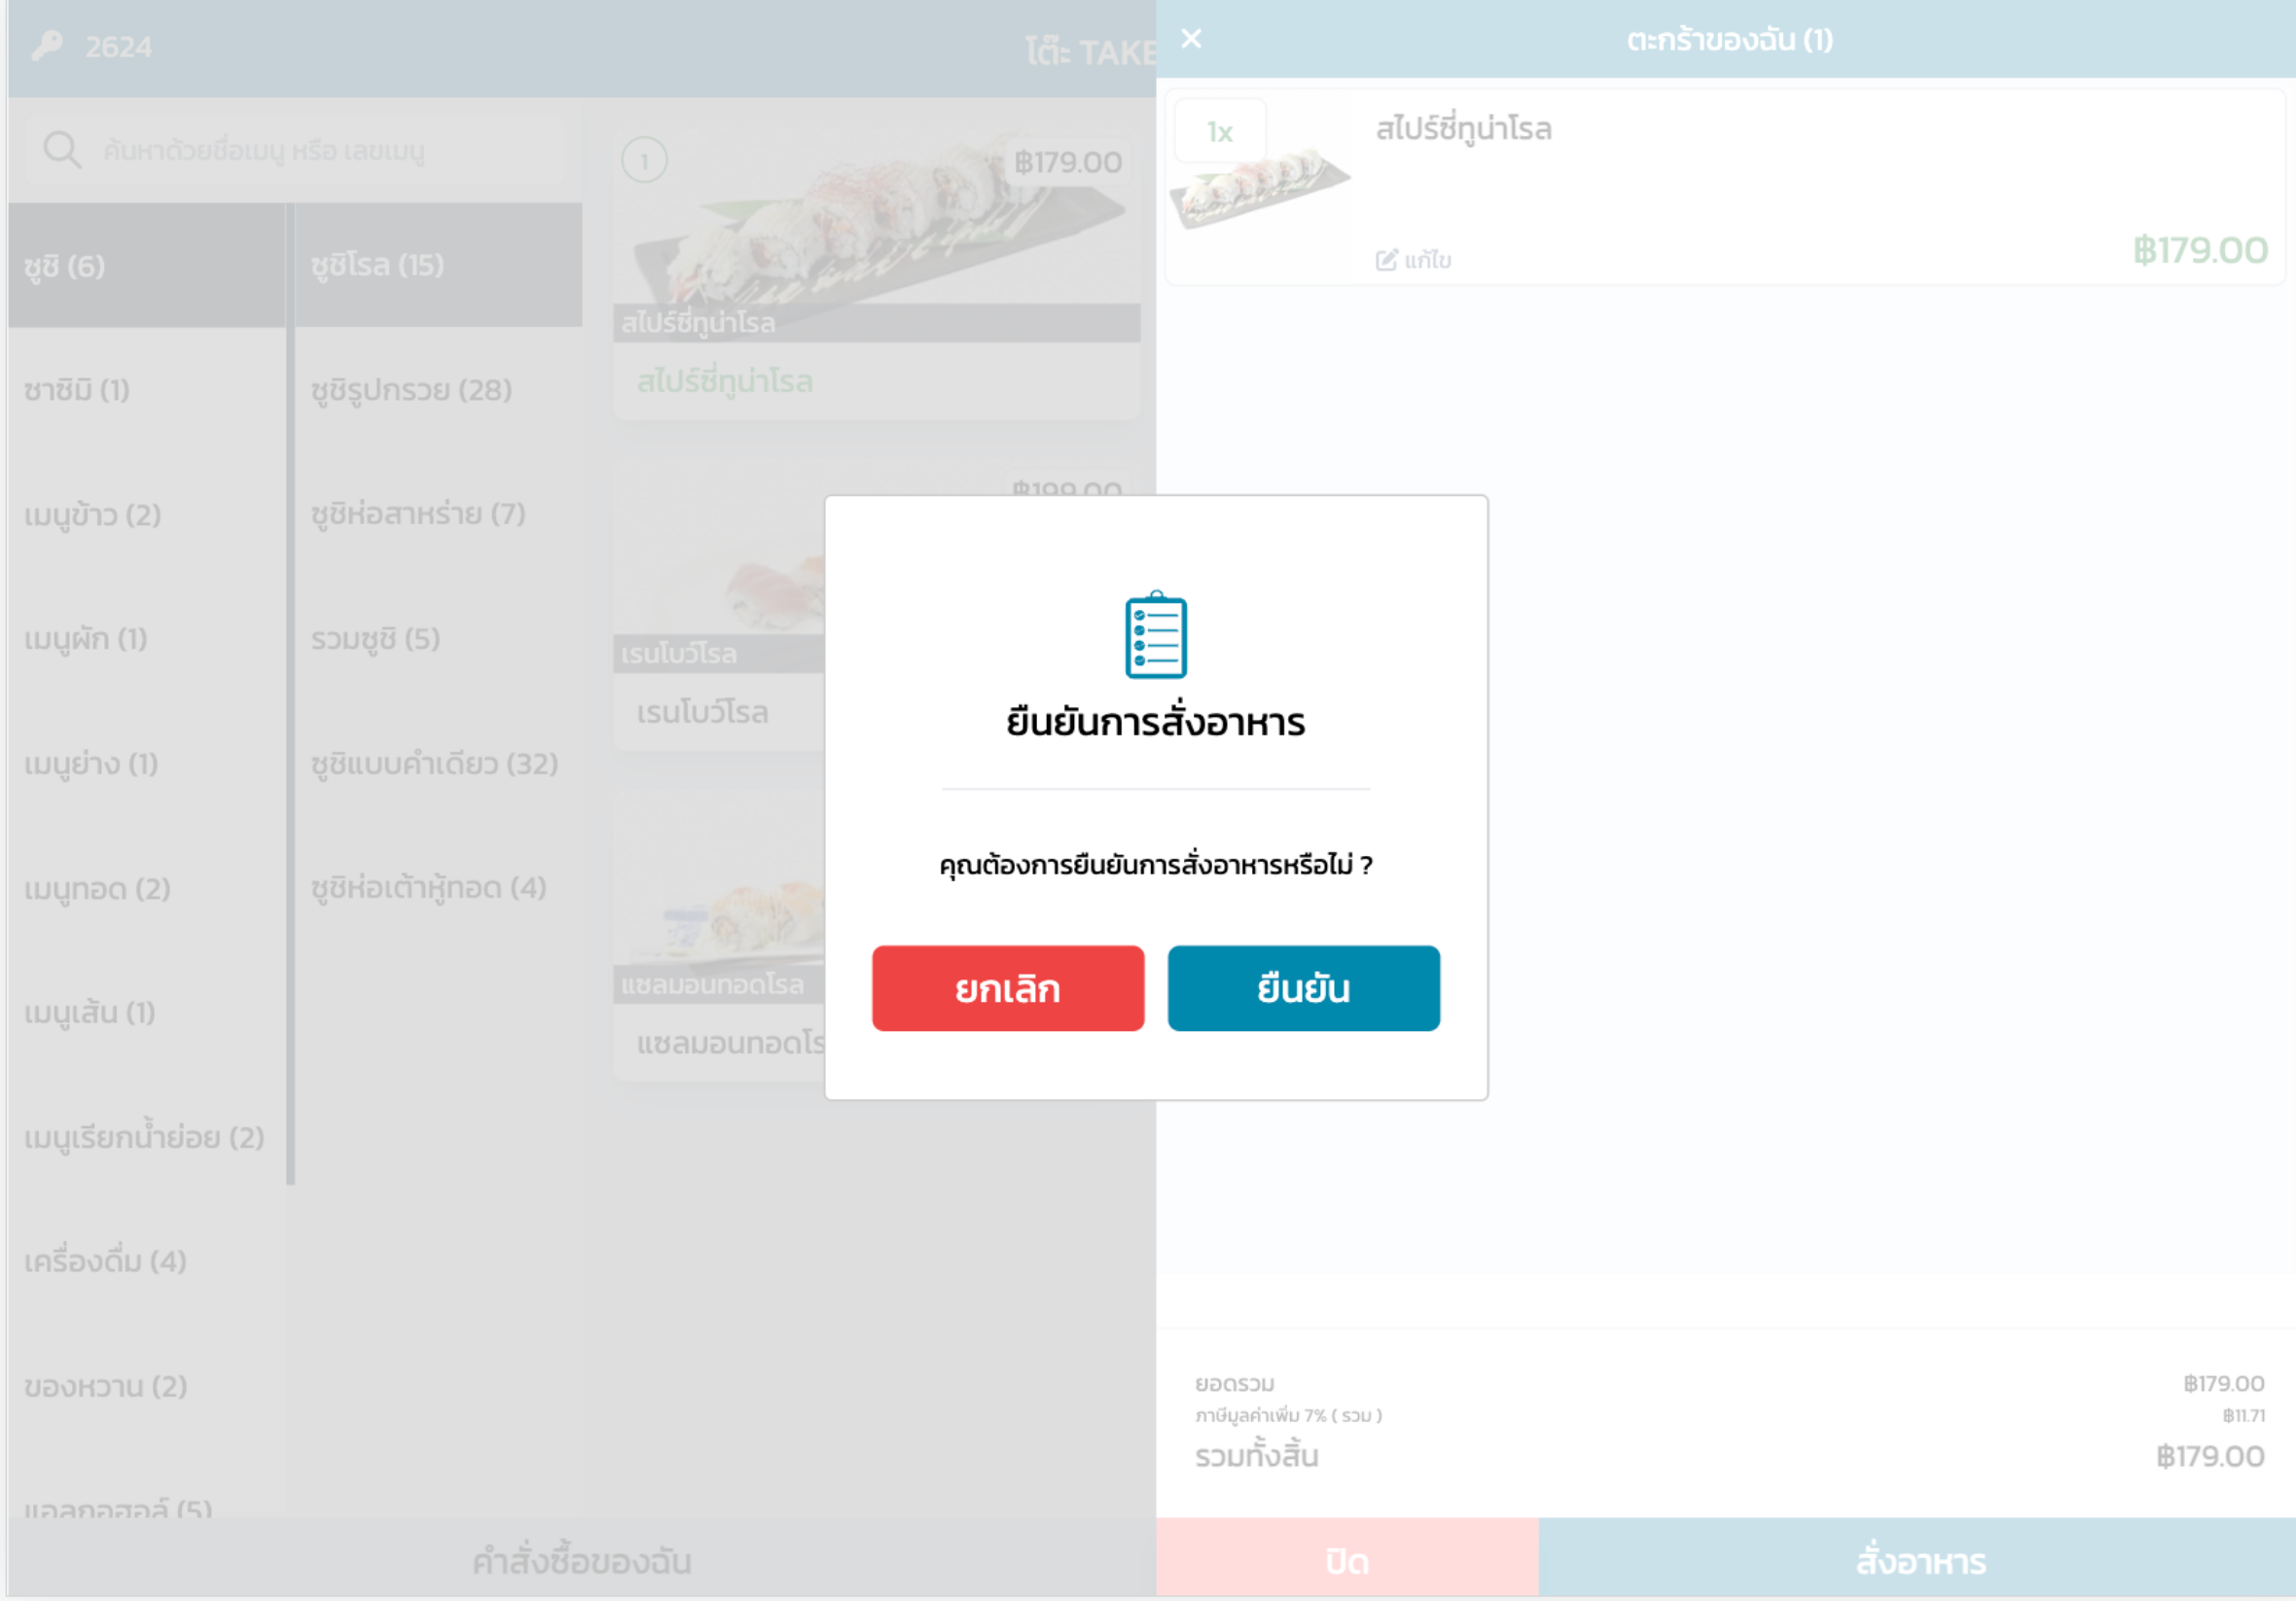 2624
โต๊ะ TAKE
ค้นหาด้วยชื่อเมนู หรือ เลขเมนู
ซูชิ (6)
ซาซิมิ (1)
เมนูข้าว (2)
เมนูผัก (1)
เมนูย่าง (1)
เมนูทอด (2)
เมนูเส้น (1)
เมนูเรียกน้ำย่อย (2)
เครื่องดื่ม (4)
ของหวาน (2)
แอลกอฮอล์ (5)
ซูชิโรล (15)
ซูชิรูปกรวย (28)
ซูชิห่อสาหร่าย (7)
รวมซูชิ (5)
ซูชิแบบคำเดียว (32)
ซูชิห่อเต้าหู้ทอด (4)
1
฿179.00
สไปร์ซี่ทูน่าโรล
สไปร์ซี่ทูน่าโรล
฿199.00
เรนโบว์โรล
เรนโบว์โรล
แซลมอนทอดโรล
แซลมอนทอดโร
คำสั่งซื้อของฉัน
ยืนยันการสั่งอาหาร
คุณต้องการยืนยันการสั่งอาหารหรือไม่ ?
ยกเลิก
ยืนยัน
ตะกร้าของฉัน (1)
1x
สไปร์ซี่ทูน่าโรล
แก้ไข
฿179.00
ยอดรวม ฿179.00
ภาษีมูลค่าเพิ่ม 7% ( รวม ) ฿11.71
รวมทั้งสิ้น ฿179.00
ปิด
สั่งอาหาร